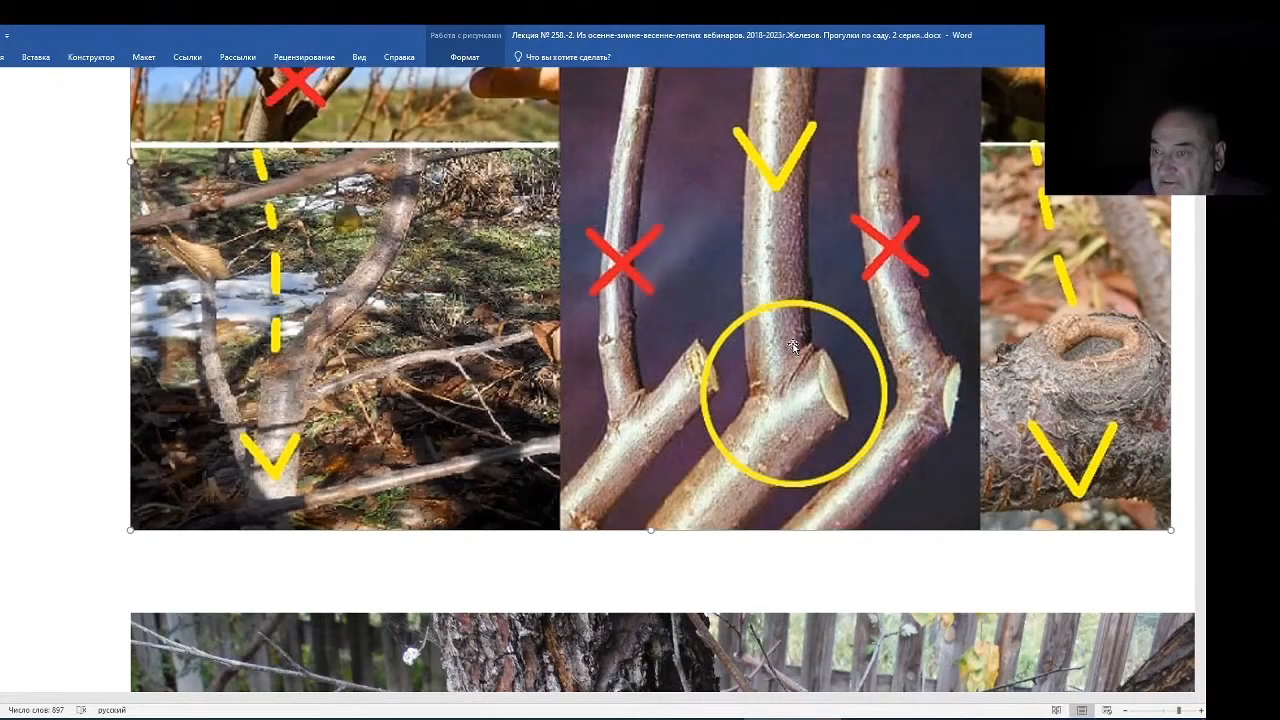 Работа с рисунками
Лекция № 258.-2. Из осенне-зимне-весенне-летних вебинаров. 2018-2023г.Железов. Прогулки по саду. 2 серия..docx - Word
Вставка Конструктор Макет Ссылки Рассылки Рецензирование Вид Справка Формат Что вы хотите сделать?
Число слов: 897 русский